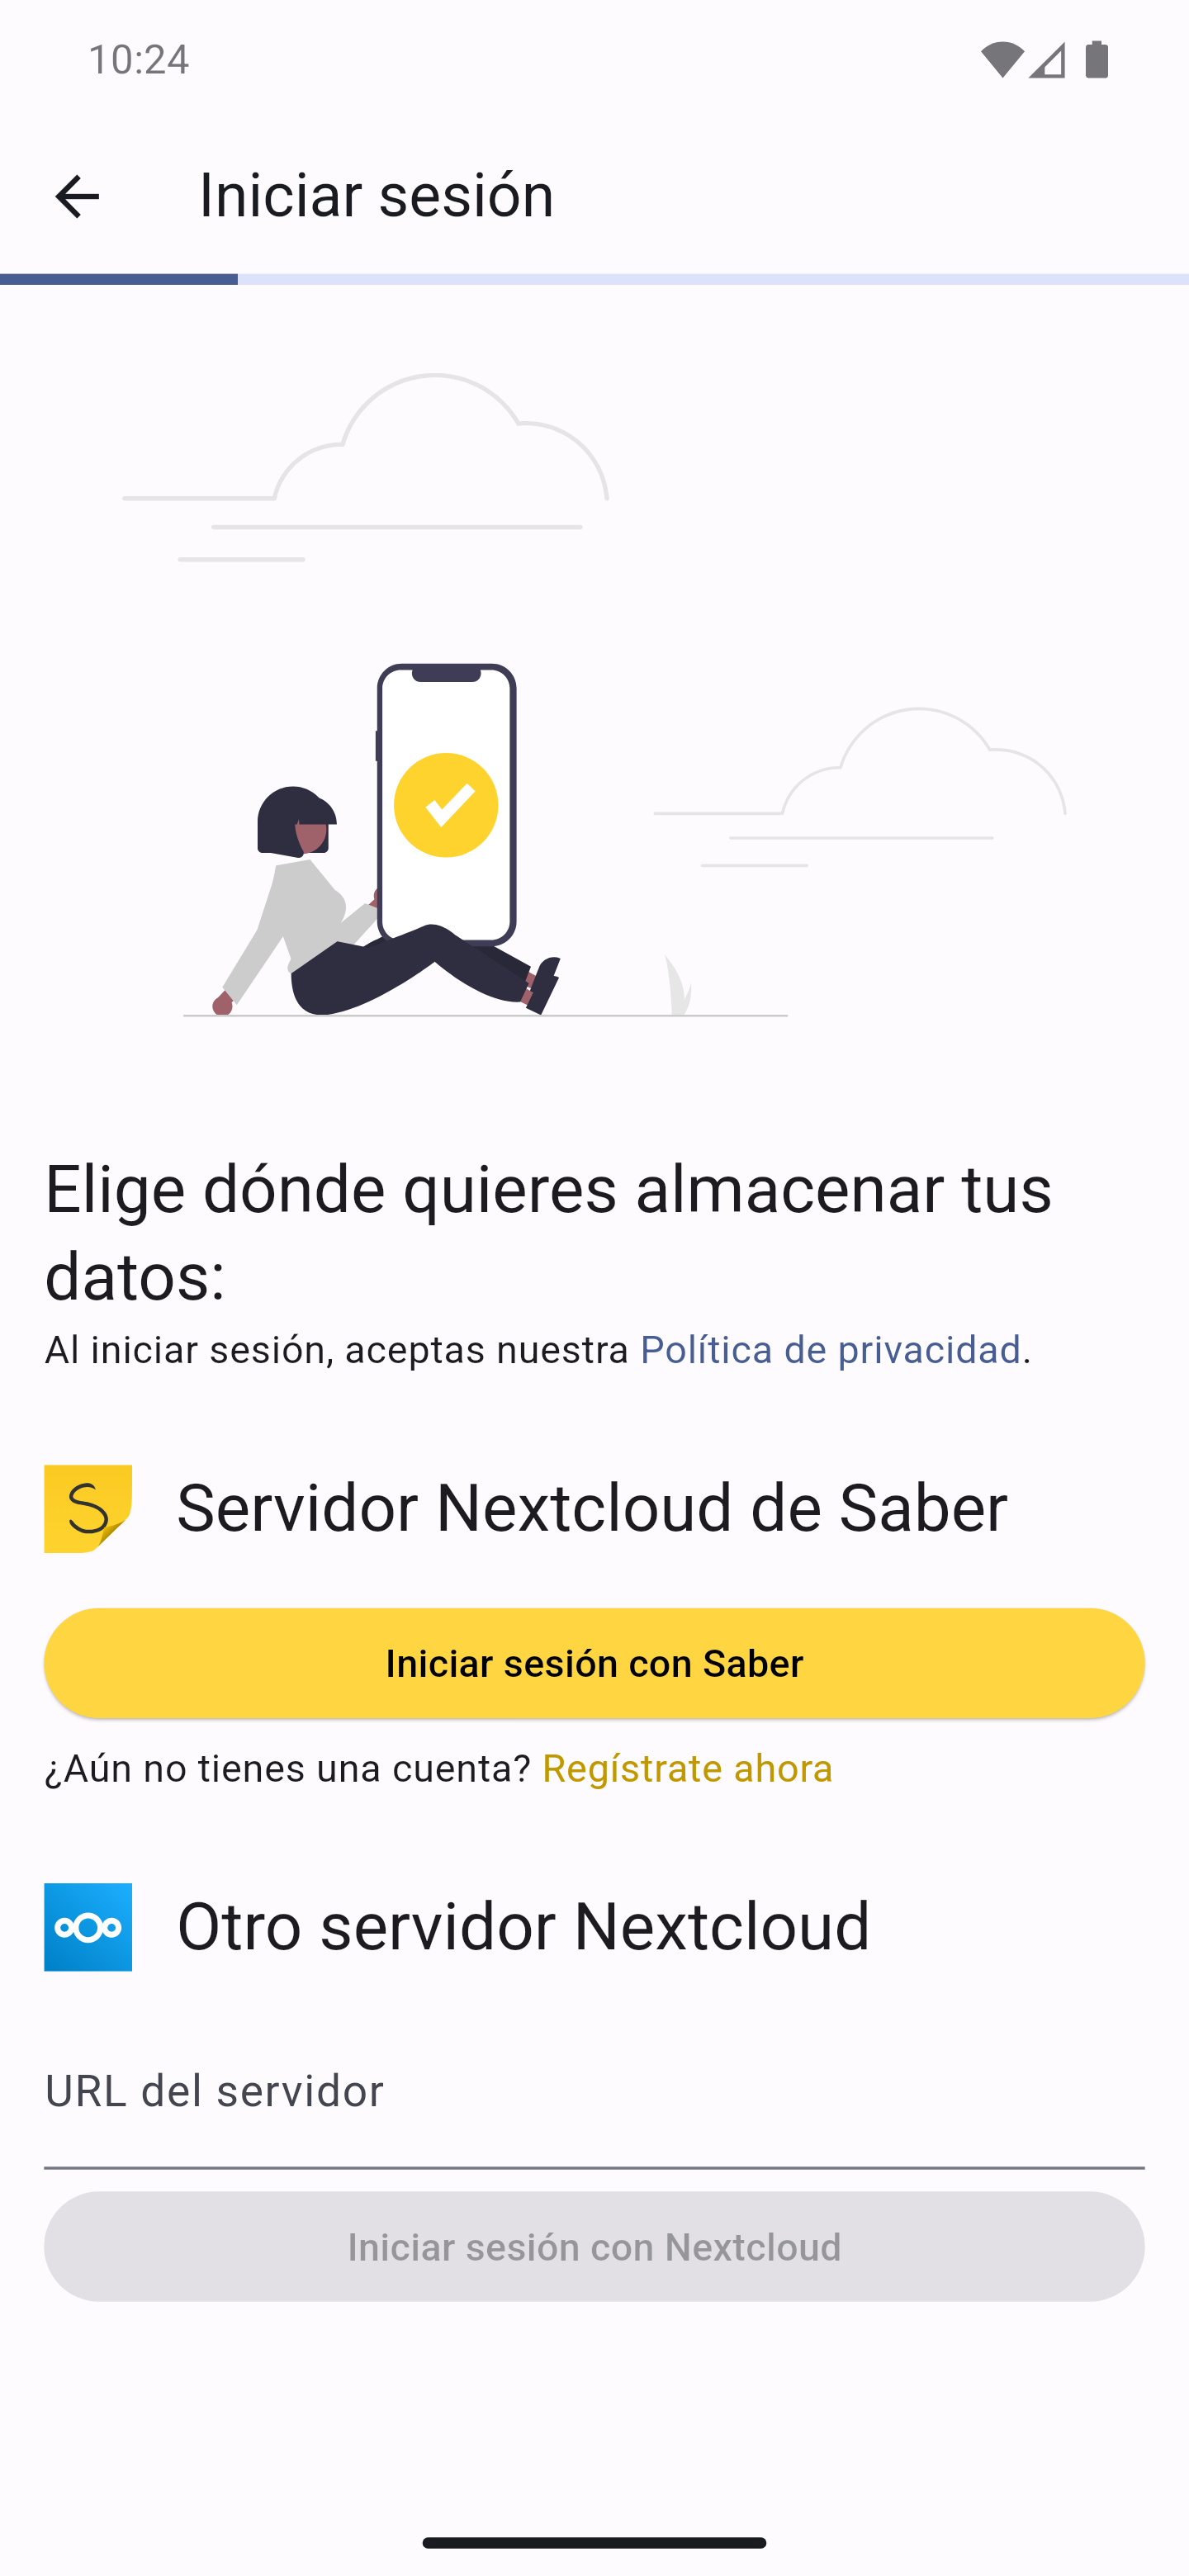 10:24
Iniciar sesión
Elige dónde quieres almacenar tus
datos:
Al iniciar sesión, aceptas nuestra Política de privacidad.
S
Servidor Nextcloud de Saber
Iniciar sesión con Saber
¿Aún no tienes una cuenta? Regístrate ahora
Otro servidor Nextcloud
URL del servidor
Iniciar sesión con Nextcloud